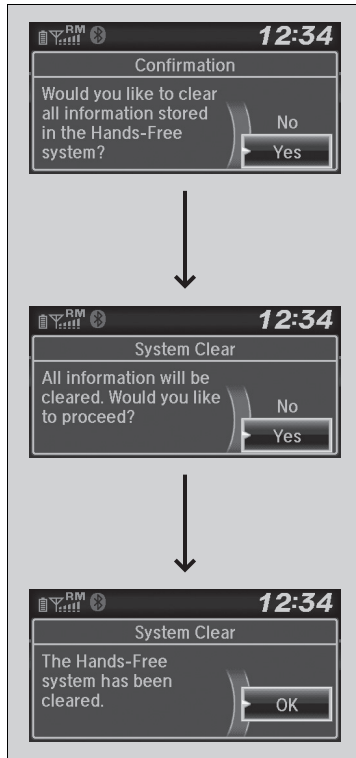 RM 12:34
Confirmation
Would you like to clear
all information stored
in the Hands-Free
system?
No
Yes
RM 12:34
System Clear
All information will be
cleared. Would you like
to proceed?
No
Yes
RM 12:34
System Clear
The Hands-Free
system has been
cleared.
OK